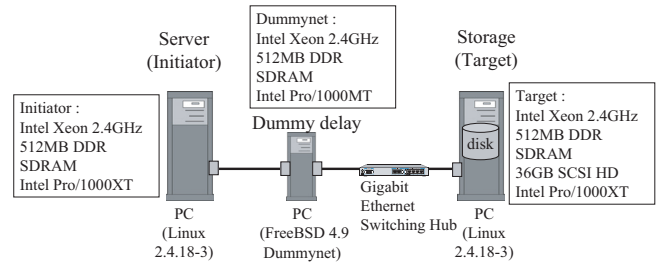 Dummynet :
Intel Xeon 2.4GHz
512MB DDR
SDRAM
Intel Pro/1000MT
Server
(Initiator)
Storage
(Target)
Initiator :
Intel Xeon 2.4GHz
512MB DDR
SDRAM
Intel Pro/1000XT
Dummy delay
disk
Target :
Intel Xeon 2.4GHz
512MB DDR
SDRAM
36GB SCSI HD
Intel Pro/1000XT
PC
(Linux
2.4.18-3)
PC
(FreeBSD 4.9
Dummynet)
Gigabit
Ethernet
Switching Hub
PC
(Linux
2.4.18-3)